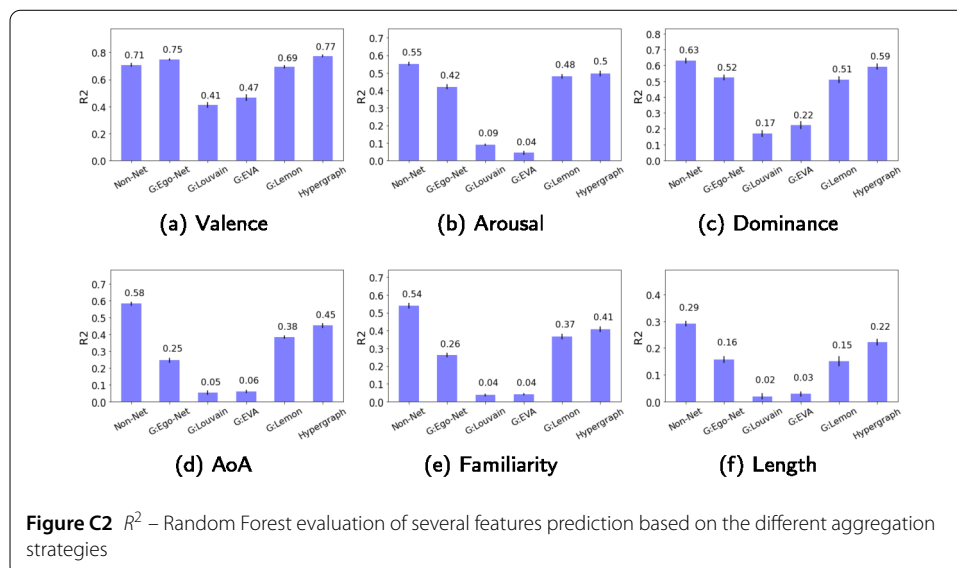 0.71 0.75 0.41 0.47 0.69 0.77
R2
0.8
0.6
0.4
0.2
0.0
Non-Net G:Ego-Net G:Louvain G:EVA G:Lemon Hypergraph
(a) Valence
0.55 0.42 0.09 0.04 0.48 0.5
R2
0.7
0.6
0.5
0.4
0.3
0.2
0.1
0.0
Non-Net G:Ego-Net G:Louvain G:EVA G:Lemon Hypergraph
(b) Arousal
0.63 0.52 0.17 0.22 0.51 0.59
R2
0.8
0.7
0.6
0.5
0.4
0.3
0.2
0.1
0.0
Non-Net G:Ego-Net G:Louvain G:EVA G:Lemon Hypergraph
(c) Dominance
0.58 0.25 0.05 0.06 0.38 0.45
R2
0.7
0.6
0.5
0.4
0.3
0.2
0.1
0.0
Non-Net G:Ego-Net G:Louvain G:EVA G:Lemon Hypergraph
(d) AoA
0.54 0.26 0.04 0.04 0.37 0.41
R2
0.7
0.6
0.5
0.4
0.3
0.2
0.1
0.0
Non-Net G:Ego-Net G:Louvain G:EVA G:Lemon Hypergraph
(e) Familiarity
0.29 0.16 0.02 0.03 0.15 0.22
R2
0.4
0.3
0.2
0.1
0.0
Non-Net G:Ego-Net G:Louvain G:EVA G:Lemon Hypergraph
(f) Length
Figure C2 R² – Random Forest evaluation of several features prediction based on the different aggregation
strategies